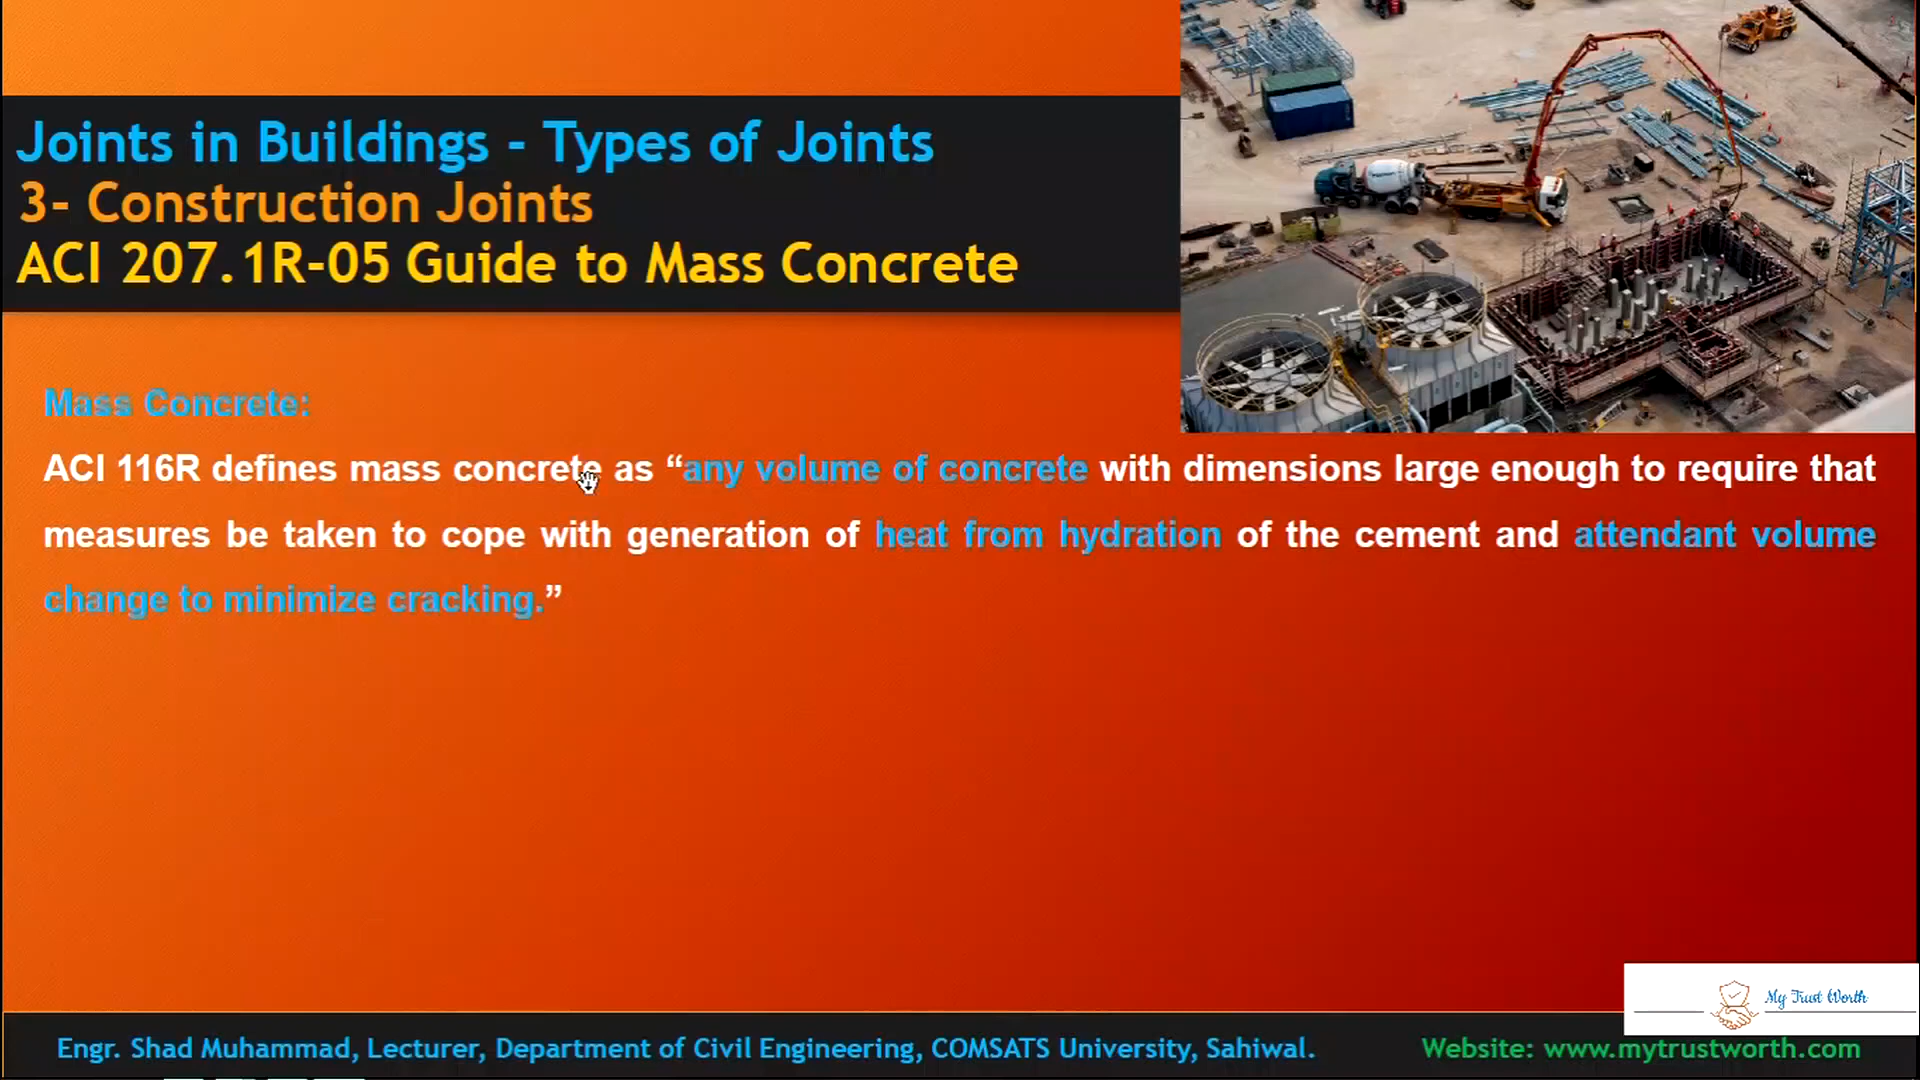 Joints in Buildings - Types of Joints
3- Construction Joints
ACI 207.1R-05 Guide to Mass Concrete
Mass Concrete:
ACI 116R defines mass concrete as “any volume of concrete with dimensions large enough to require that
measures be taken to cope with generation of heat from hydration of the cement and attendant volume
change to minimize cracking.”
My Trust Worth
Engr. Shad Muhammad, Lecturer, Department of Civil Engineering, COMSATS University, Sahiwal.
Website: www.mytrustworth.com